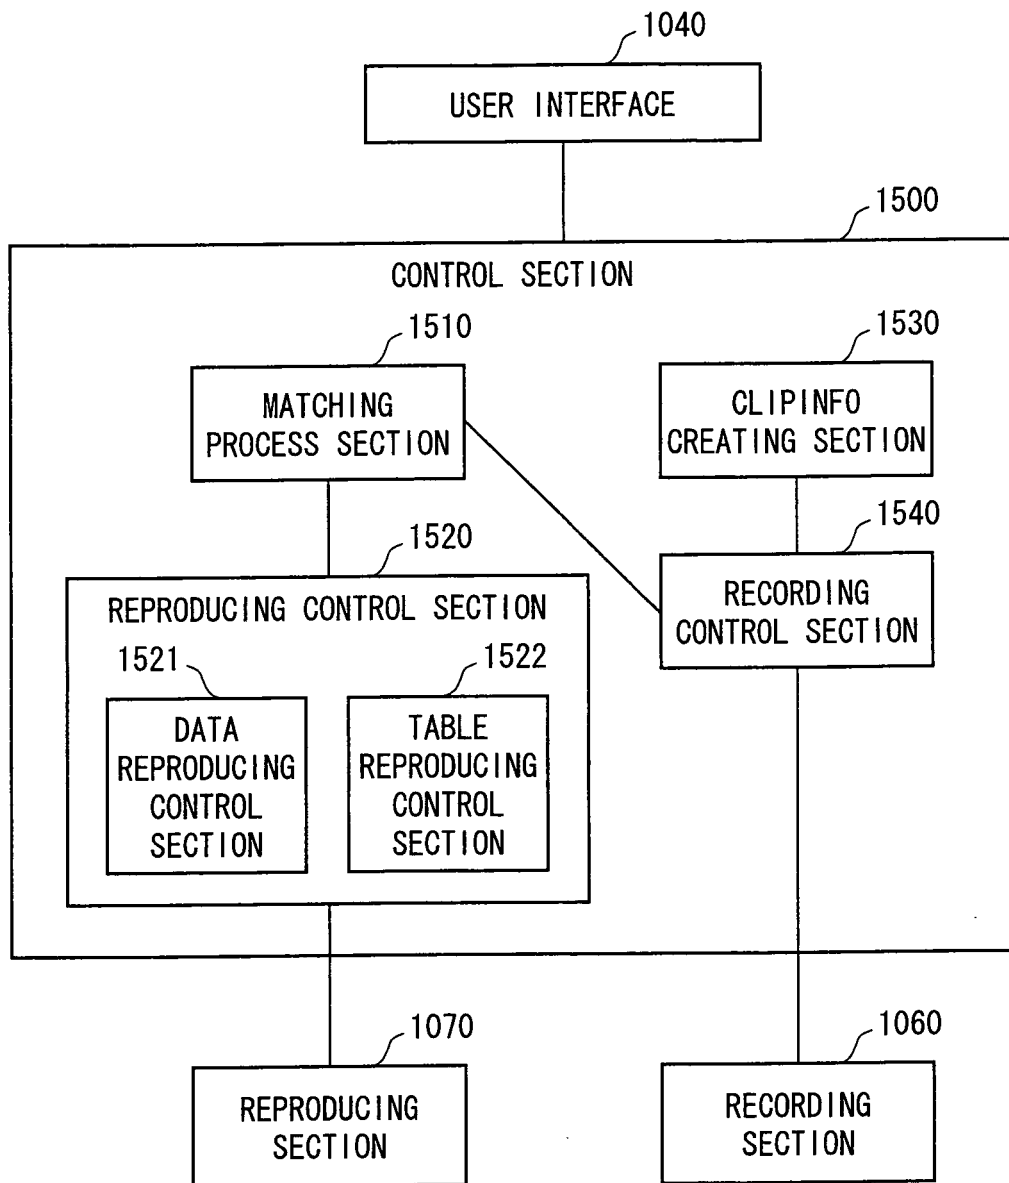 1040
USER INTERFACE
1500
CONTROL SECTION
1510
MATCHING
PROCESS SECTION
1530
CLIPINFO
CREATING SECTION
1520
REPRODUCING CONTROL SECTION
1521
DATA
REPRODUCING
CONTROL
SECTION
1522
TABLE
REPRODUCING
CONTROL
SECTION
1540
RECORDING
CONTROL SECTION
1070
REPRODUCING
SECTION
1060
RECORDING
SECTION